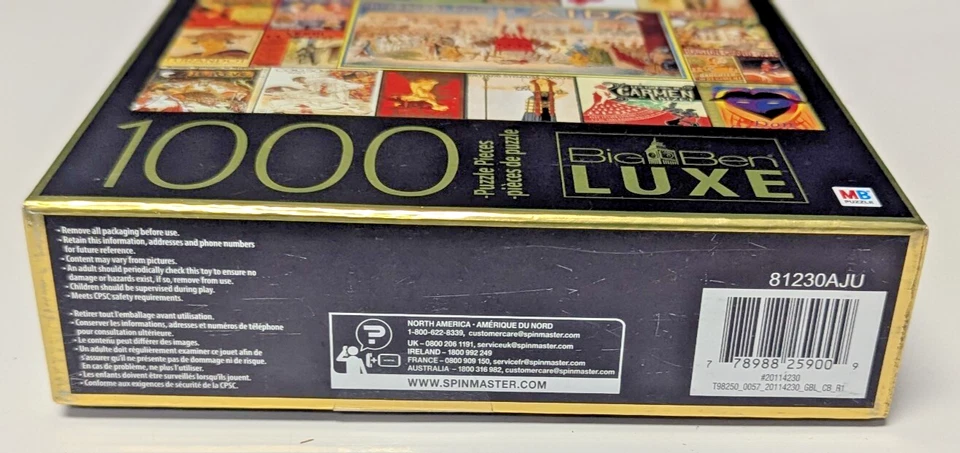 AIDA
CARMEN
Don
1000
-Puzzle Pieces
-pièces de puzzle
Big Ben
LUXE
MB
PUZZLE
- Remove all packaging before use.
- Retain this information, addresses and phone numbers
for future reference.
- Content may vary from pictures.
- An adult should periodically check this toy to ensure no
damage or hazards exist, if so, remove from use.
- Children should be supervised during play.
- Meets CPSC safety requirements.
- Retirer tout l'emballage avant utilisation.
- Conserver les informations, adresses et numéros de téléphone
pour consultation ultérieure.
- Le contenu peut différer des images.
- Un adulte doit régulièrement examiner ce jouet afin de
s'assurer qu'il ne présente pas de dommage ni de risque.
En cas de problème, ne plus l'utiliser.
- Les enfants doivent être surveillés lorsqu'ils jouent.
- Conforme aux exigences de sécurité de la CPSC.
?
NORTH AMERICA • AMÉRIQUE DU NORD
1-800-622-8339, customercare@spinmaster.com
UK – 0800 206 1191, serviceuk@spinmaster.com
IRELAND – 1800 992 249
FRANCE – 0800 909 150, servicefr@spinmaster.com
AUSTRALIA – 1800 316 982, customercare@spinmaster.com
WWW.SPINMASTER.COM
81230AJU
7 78988 25900 9
#20114230
T98250_0057_20114230_GBL_CB_R1